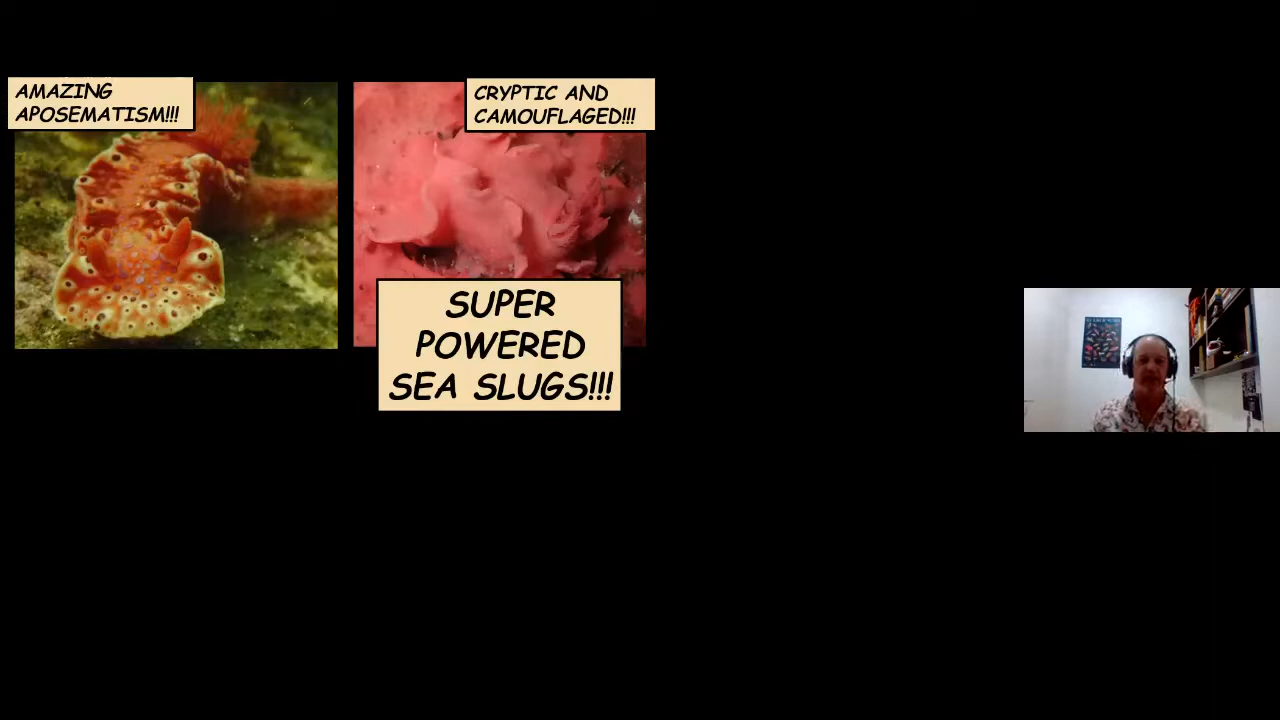 AMAZING
APOSEMATISM!!!
CRYPTIC AND
CAMOUFLAGED!!!
SUPER
POWERED
SEA SLUGS!!!